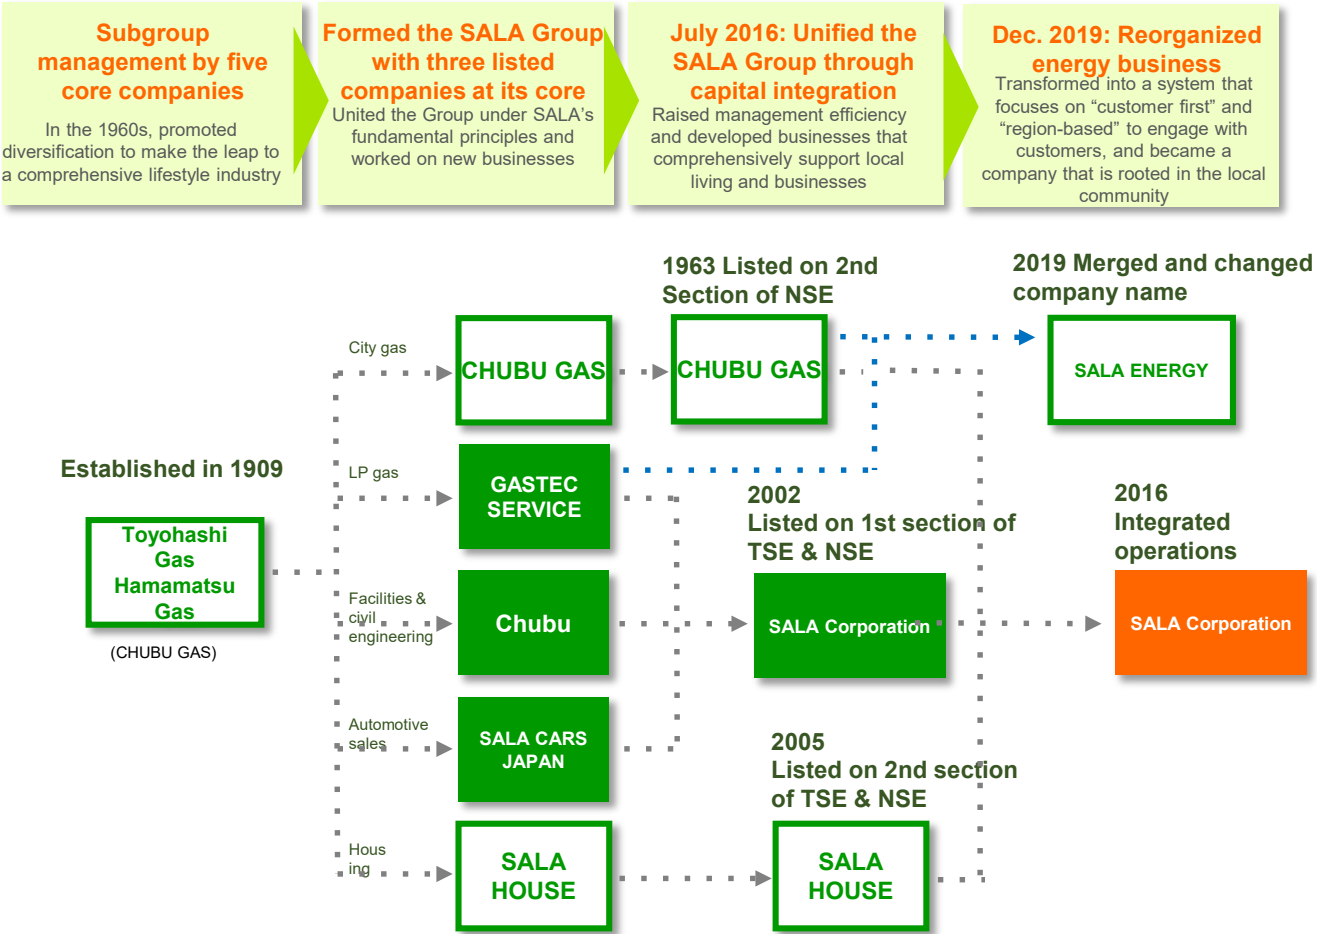 Subgroup
management by five
core companies
In the 1960s, promoted
diversification to make the leap to
a comprehensive lifestyle industry
Formed the SALA Group
with three listed
companies at its core
United the Group under SALA's
fundamental principles and
worked on new businesses
July 2016: Unified the
SALA Group through
capital integration
Raised management efficiency
and developed businesses that
comprehensively support local
living and businesses
Dec. 2019: Reorganized
energy business
Transformed into a system that
focuses on “customer first” and
“region-based” to engage with
customers, and became a
company that is rooted in the local
community
Established in 1909
Toyohashi
Gas
Hamamatsu
Gas
(CHUBU GAS)
City gas
CHUBU GAS
1963 Listed on 2nd
Section of NSE
CHUBU GAS
2019 Merged and changed
company name
SALA ENERGY
LP gas
GASTEC
SERVICE
Facilities &
civil
engineering
Chubu
2002
Listed on 1st section of
TSE & NSE
SALA Corporation
2016
Integrated
operations
SALA Corporation
Automotive
sales
SALA CARS
JAPAN
Hous
ing
SALA
HOUSE
2005
Listed on 2nd section
of TSE & NSE
SALA
HOUSE